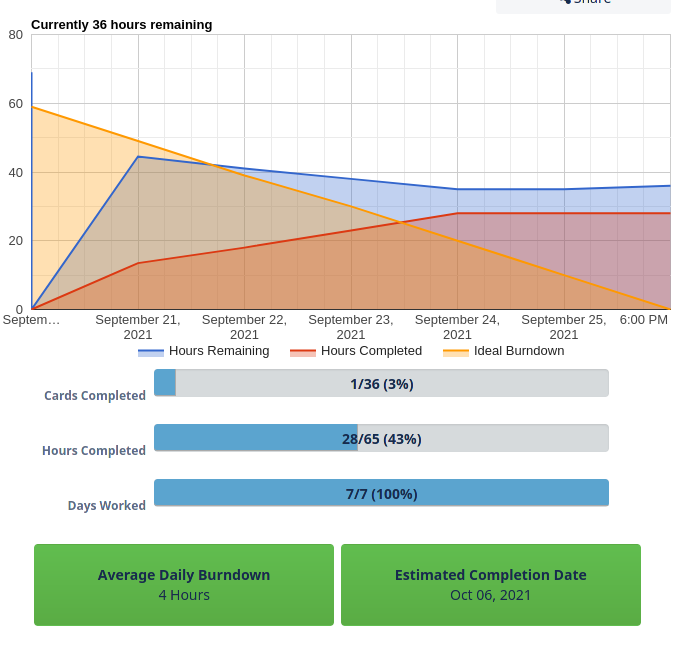 Share
Currently 36 hours remaining
80
60
40
20
0
Septem…
September 21,
2021
September 22,
2021
September 23,
2021
September 24,
2021
September 25,
2021
6:00 PM
Hours Remaining
Hours Completed
Ideal Burndown
Cards Completed
1/36 (3%)
Hours Completed
28/65 (43%)
Days Worked
7/7 (100%)
Average Daily Burndown
4 Hours
Estimated Completion Date
Oct 06, 2021